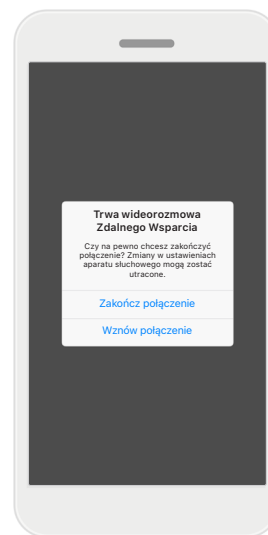 Trwa wideorozmowa
Zdalnego Wsparcia
Czy na pewno chcesz zakończyć
połączenie? Zmiany w ustawieniach
aparatu słuchowego mogą zostać
utracone.
Zakończ połączenie
Wznów połączenie